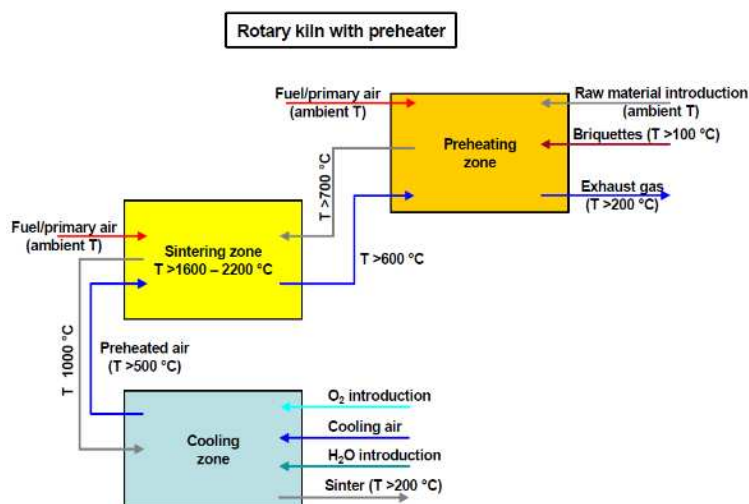 Rotary kiln with preheater
Fuel/primary air
(ambient T)
Raw material introduction
(ambient T)
Preheating
zone
Briquettes (T >100 °C)
Exhaust gas
(T >200 °C)
T >700 °C
Fuel/primary air
(ambient T)
Sintering zone
T >1600 – 2200 °C
T >600 °C
T 1000 °C
Preheated air
(T >500 °C)
Cooling
zone
O₂ introduction
Cooling air
H₂O introduction
Sinter (T >200 °C)